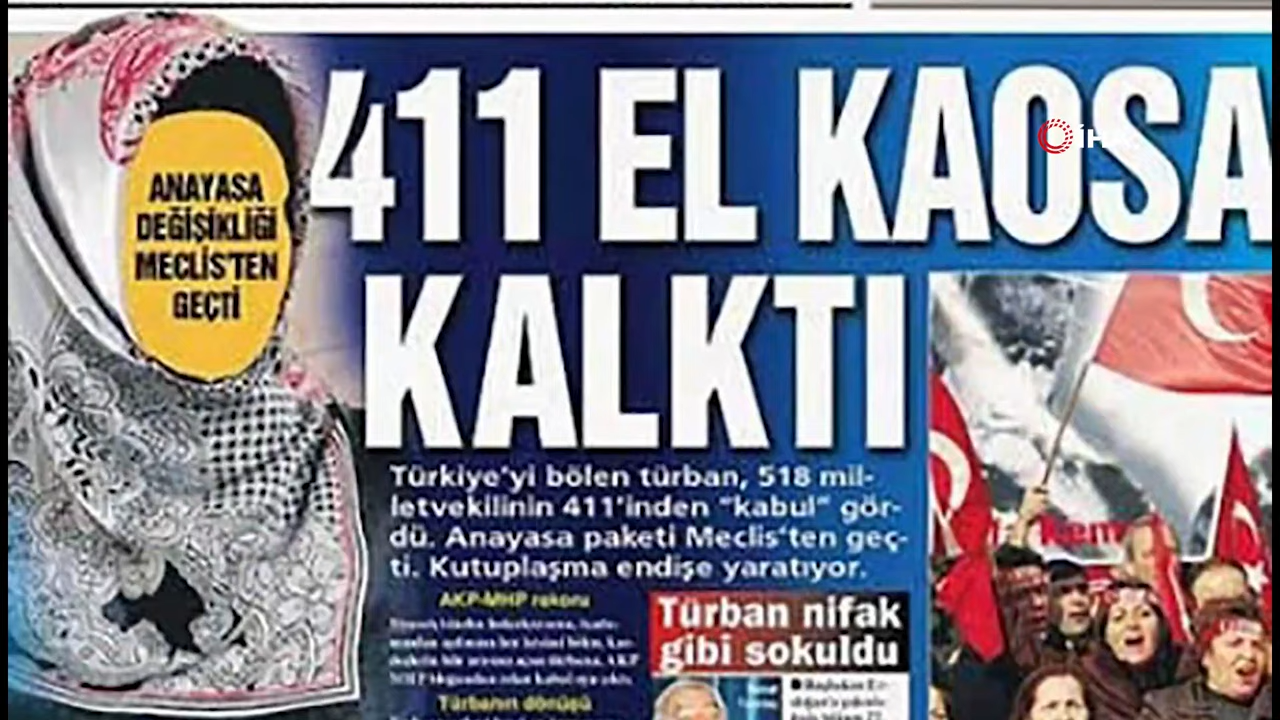 411 EL KAOSA
KALKTI
ANAYASA
DEĞİŞİKLİĞİ
MECLİS'TEN
GEÇTİ
Türkiye'yi bölen türban, 518 mil-
letvekilinin 411'inden "kabul" gör-
dü. Anayasa paketi Meclis'ten geç-
ti. Kutuplaşma endişe yaratıyor.
AKP-MHP rekoru
Türbanın dönüşü
Türban nifak
gibi sokuldu
İH